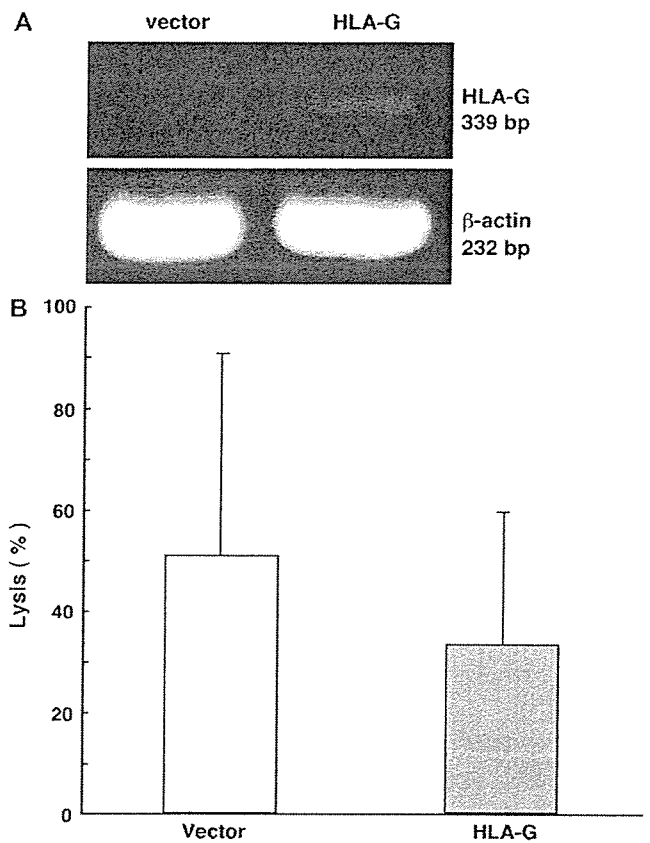 A
vector
HLA-G
HLA-G
339 bp
β-actin
232 bp
B
100
80
60
40
20
0
Lysis (%)
Vector
HLA-G